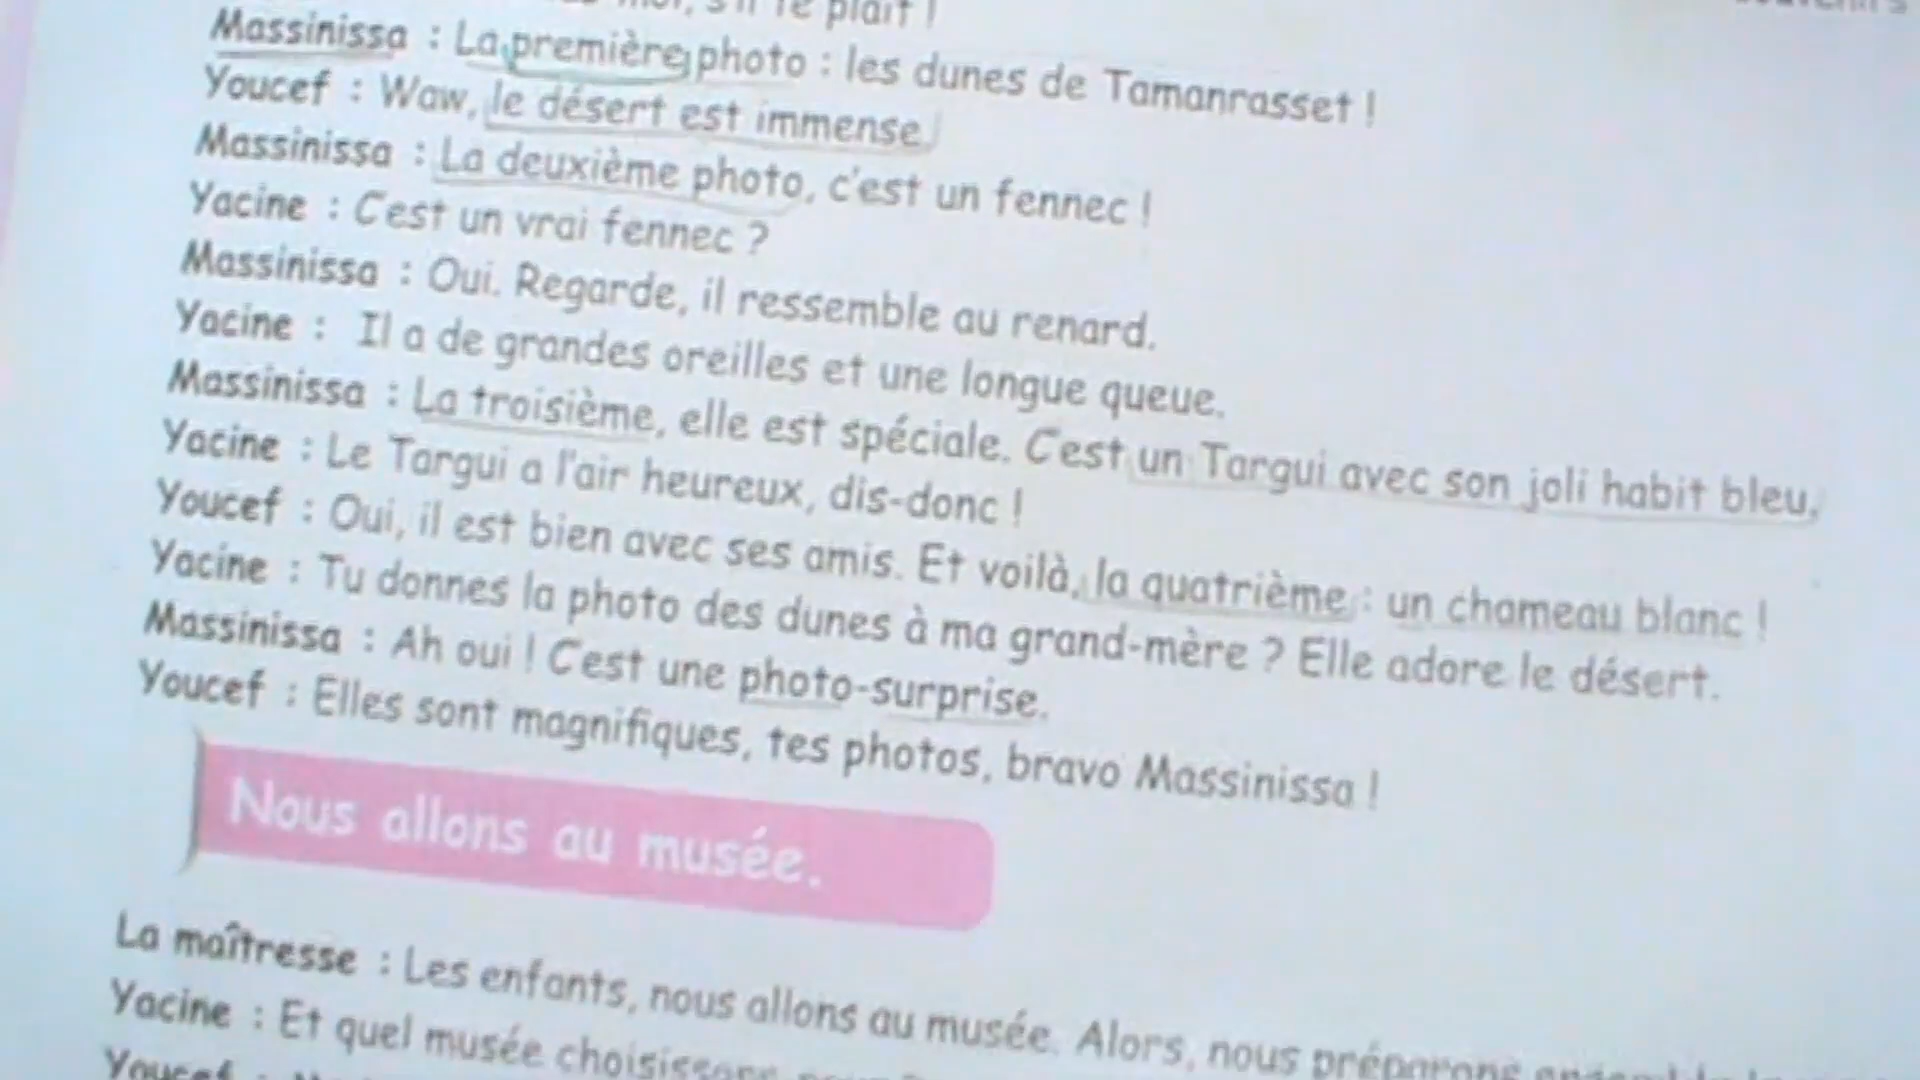 s'il te plaît !
Massinissa : La première photo : les dunes de Tamanrasset !
Youcef : Waw, le désert est immense
Massinissa : La deuxième photo, c'est un fennec !
Yacine : C'est un vrai fennec ?
Massinissa : Oui. Regarde, il ressemble au renard.
Yacine : Il a de grandes oreilles et une longue queue.
Massinissa : La troisième, elle est spéciale. C'est un Targui avec son joli habit bleu.
Yacine : Le Targui a l'air heureux, dis-donc !
Youcef : Oui, il est bien avec ses amis. Et voilà, la quatrième : un chameau blanc !
Yacine : Tu donnes la photo des dunes à ma grand-mère ? Elle adore le désert.
Massinissa : Ah oui ! C'est une photo-surprise.
Youcef : Elles sont magnifiques, tes photos, bravo Massinissa !
Nous allons au musée.
La maîtresse : Les enfants, nous allons au musée. Alors, nous préparons
Yacine : Et quel musée choisissons
Youcef :